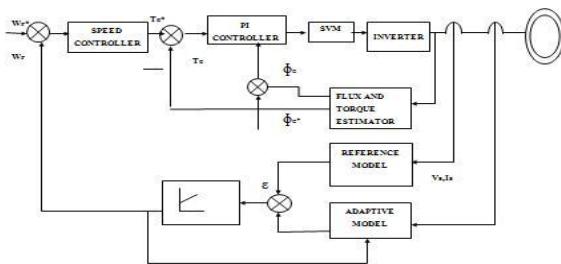 Wr*
Wr
SPEED
CONTROLLER
Te*
Te
PI
CONTROLLER
SVM
INVERTER
ϕs
FLUX AND
TORQUE
ESTIMATOR
ϕs*
REFERENCE
MODEL
Vs,Is
ε
ADAPTIVE
MODEL